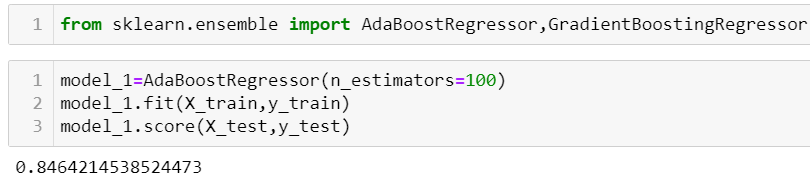 1 from sklearn.ensemble import AdaBoostRegressor,GradientBoostingRegressor
1 model_1=AdaBoostRegressor(n_estimators=100)
2 model_1.fit(X_train,y_train)
3 model_1.score(X_test,y_test)
0.8464214538524473